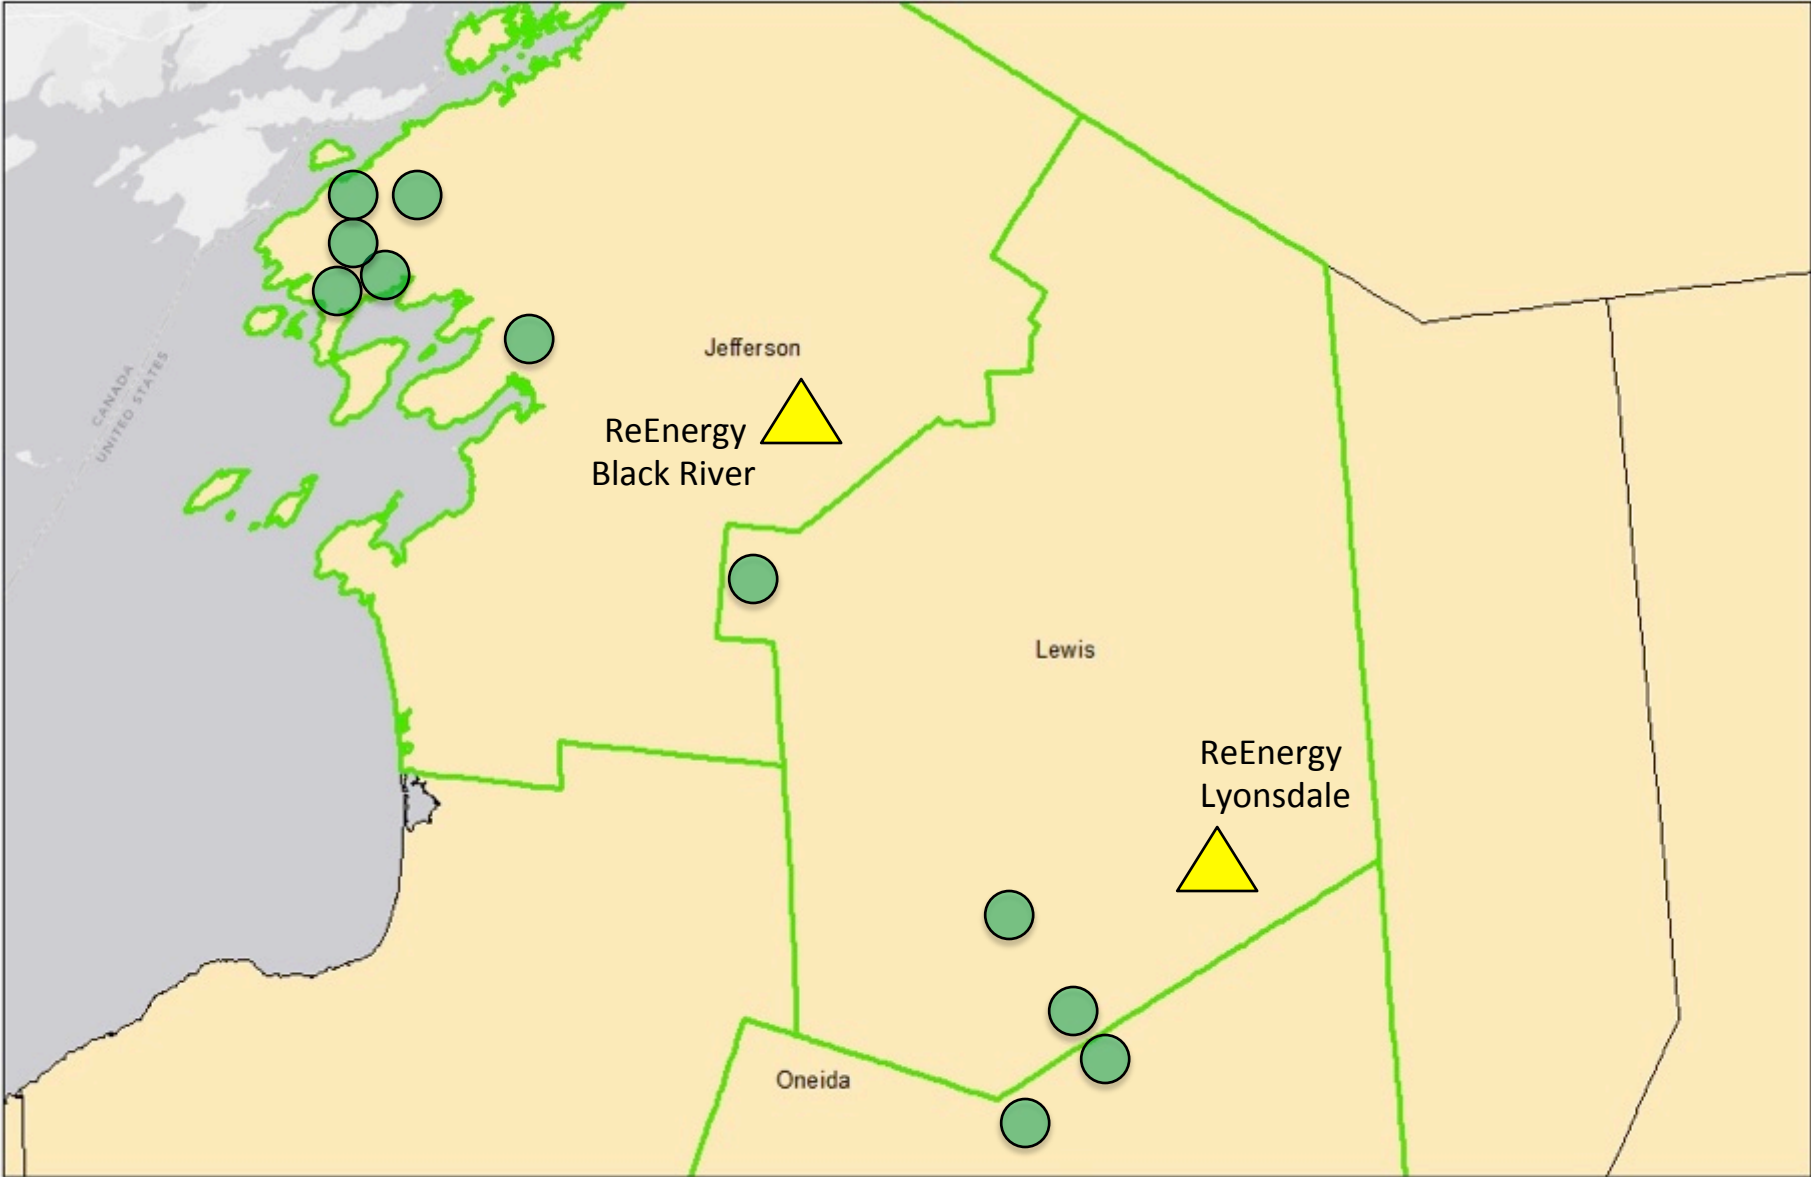 Jefferson
CANADA
UNITED STATES
ReEnergy
Black River
Lewis
ReEnergy
Lyonsdale
Oneida